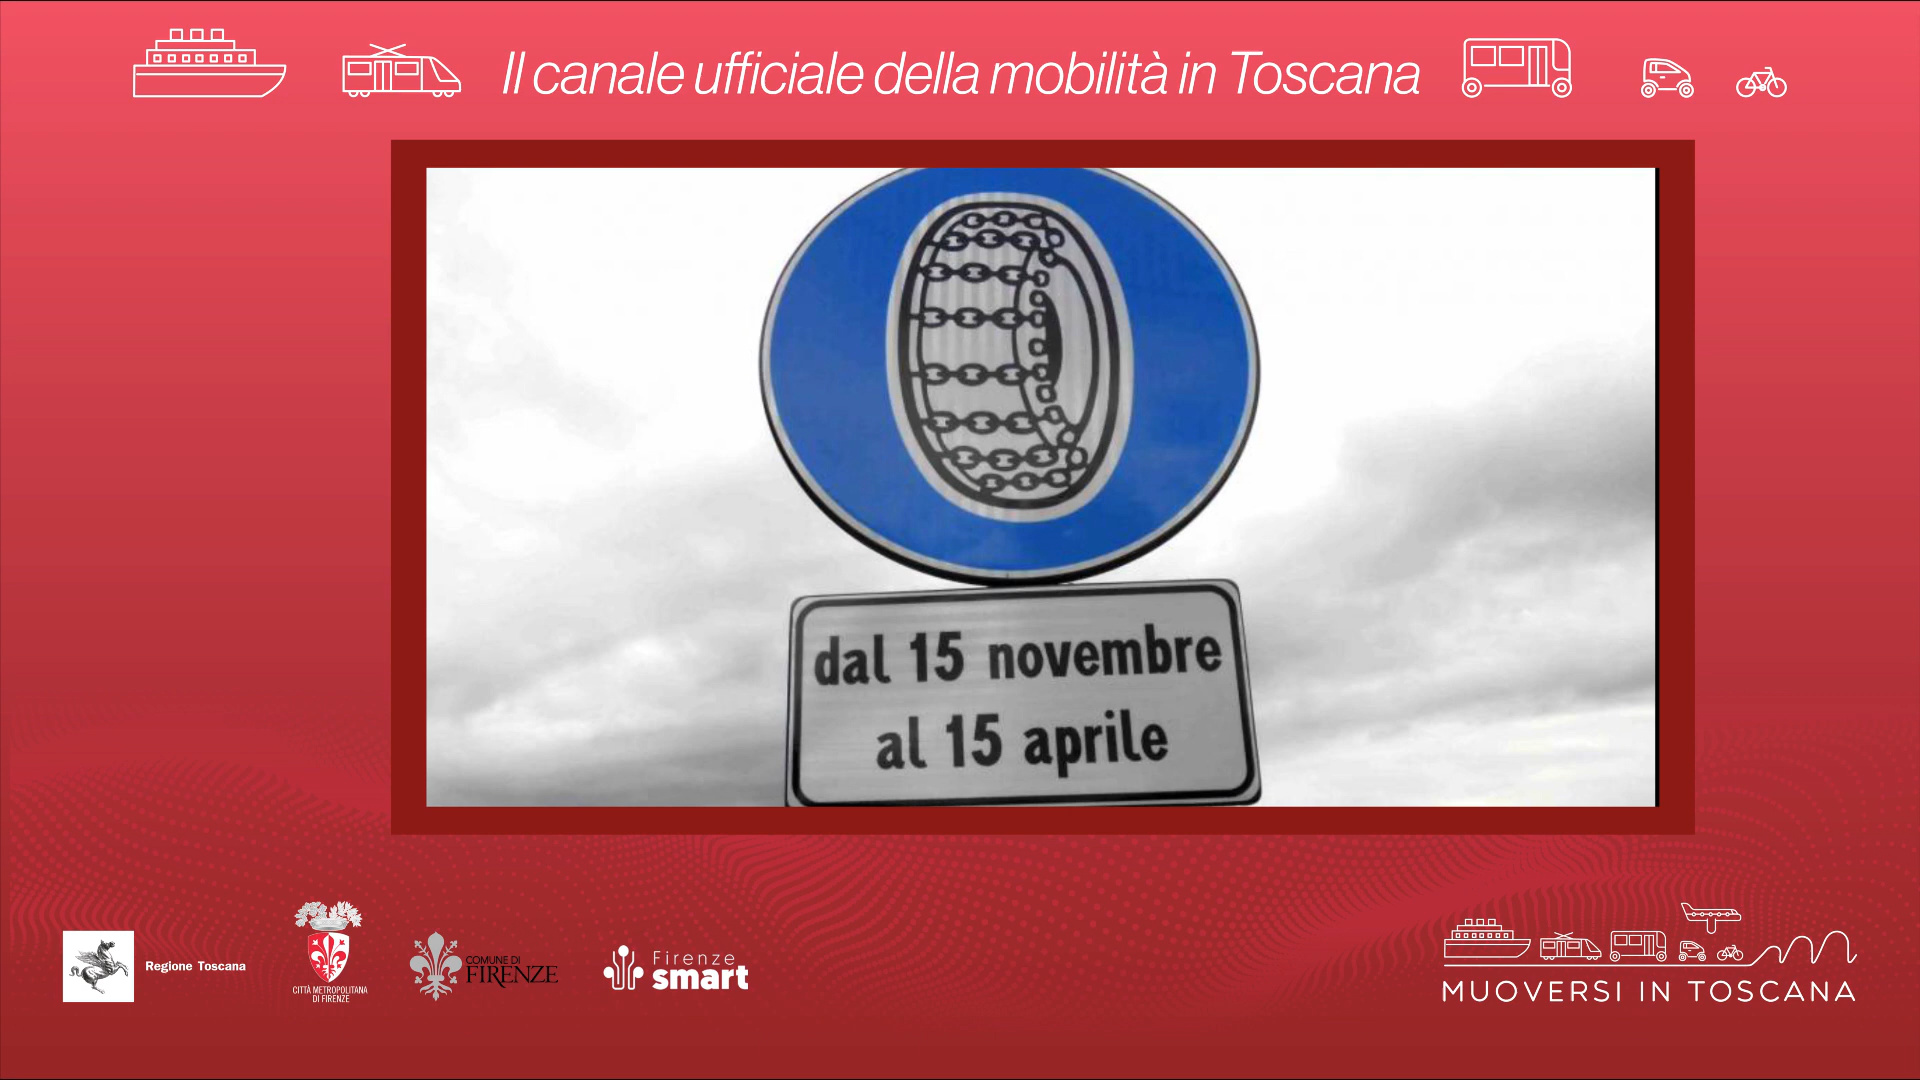 Il canale ufficiale della mobilità in Toscana
dal 15 novembre
al 15 aprile
Regione Toscana
CITTÀ METROPOLITANA
DI FIRENZE
COMUNE DI
FIRENZE
Firenze
smart
MUOVERSI IN TOSCANA